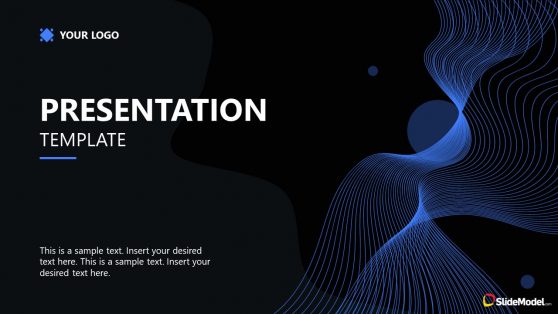 YOUR LOGO
PRESENTATION
TEMPLATE
This is a sample text. Insert your desired
text here. This is a sample text. Insert your
desired text here.
SlideModel.com